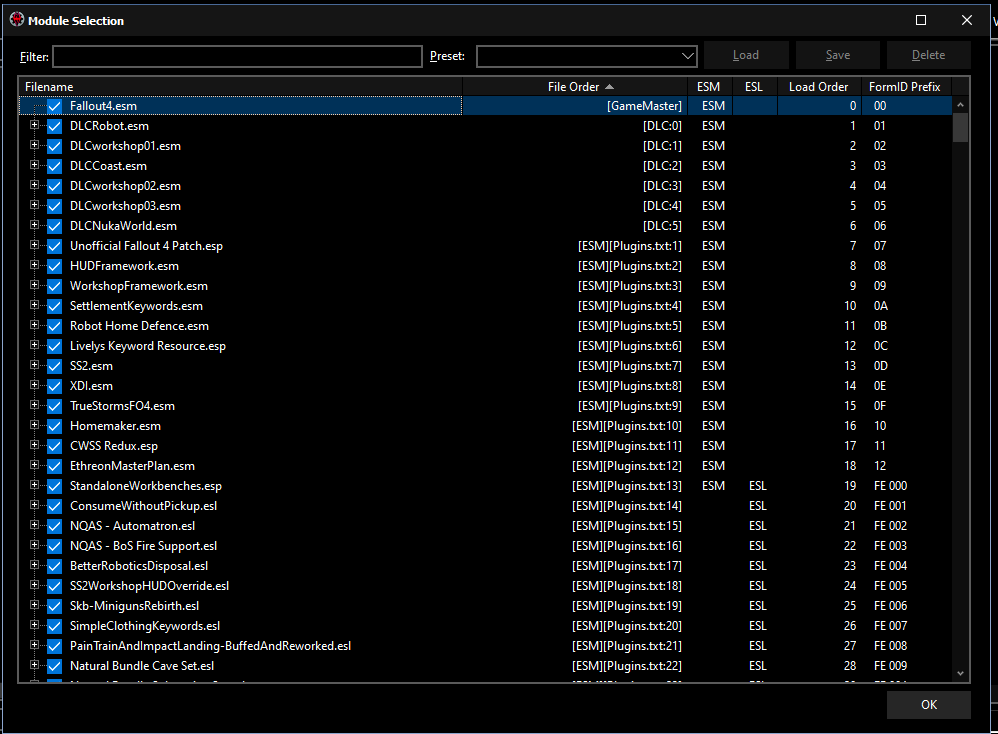 Module Selection
Filter: Preset: Load Save Delete
Filename File Order ESM ESL Load Order FormID Prefix
Fallout4.esm [GameMaster] ESM 0 00
DLCRobot.esm [DLC:0] ESM 1 01
DLCworkshop01.esm [DLC:1] ESM 2 02
DLCCoast.esm [DLC:2] ESM 3 03
DLCworkshop02.esm [DLC:3] ESM 4 04
DLCworkshop03.esm [DLC:4] ESM 5 05
DLCNukaWorld.esm [DLC:5] ESM 6 06
Unofficial Fallout 4 Patch.esp [ESM][Plugins.txt:1] ESM 7 07
HUDFramework.esm [ESM][Plugins.txt:2] ESM 8 08
WorkshopFramework.esm [ESM][Plugins.txt:3] ESM 9 09
SettlementKeywords.esm [ESM][Plugins.txt:4] ESM 10 0A
Robot Home Defence.esm [ESM][Plugins.txt:5] ESM 11 0B
Livelys Keyword Resource.esp [ESM][Plugins.txt:6] ESM 12 0C
SS2.esm [ESM][Plugins.txt:7] ESM 13 0D
XDI.esm [ESM][Plugins.txt:8] ESM 14 0E
TrueStormsFO4.esm [ESM][Plugins.txt:9] ESM 15 0F
Homemaker.esm [ESM][Plugins.txt:10] ESM 16 10
CWSS Redux.esp [ESM][Plugins.txt:11] ESM 17 11
EthreonMasterPlan.esm [ESM][Plugins.txt:12] ESM 18 12
StandaloneWorkbenches.esp [ESM][Plugins.txt:13] ESM ESL 19 FE 000
ConsumeWithoutPickup.esl [ESM][Plugins.txt:14] ESL 20 FE 001
NQAS - Automatron.esl [ESM][Plugins.txt:15] ESL 21 FE 002
NQAS - BoS Fire Support.esl [ESM][Plugins.txt:16] ESL 22 FE 003
BetterRoboticsDisposal.esl [ESM][Plugins.txt:17] ESL 23 FE 004
SS2WorkshopHUDOverride.esl [ESM][Plugins.txt:18] ESL 24 FE 005
Skb-MinigunsRebirth.esl [ESM][Plugins.txt:19] ESL 25 FE 006
SimpleClothingKeywords.esl [ESM][Plugins.txt:20] ESL 26 FE 007
PainTrainAndImpactLanding-BuffedAndReworked.esl [ESM][Plugins.txt:21] ESL 27 FE 008
Natural Bundle Cave Set.esl [ESM][Plugins.txt:22] ESL 28 FE 009
OK